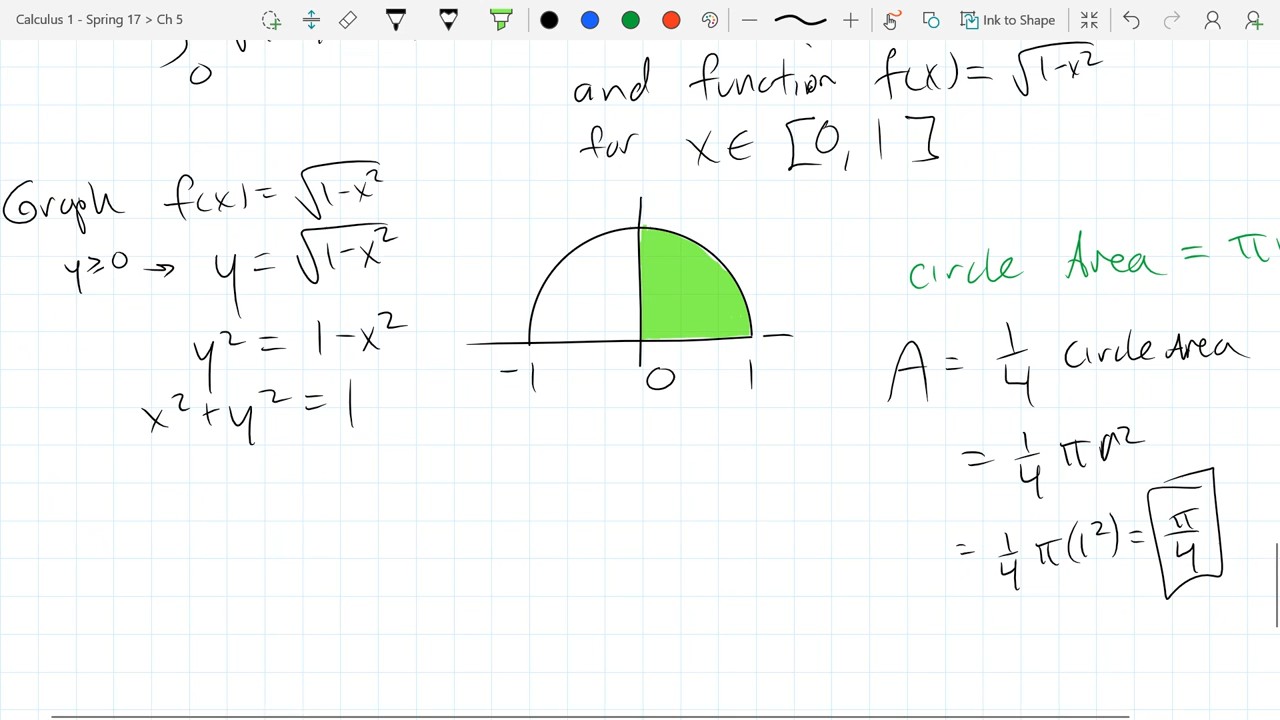 Calculus 1 - Spring 17 > Ch 5
Ink to Shape
0
and function f(x) = √(1-x²)
for x ∈ [0, 1]
Graph f(x) = √(1-x²)
y ≥ 0 → y = √(1-x²)
y² = 1-x²
x² + y² = 1
-1 0 1
circle Area = π
A = 1/4 circle Area
= 1/4 π r²
= 1/4 π(1²) = π/4